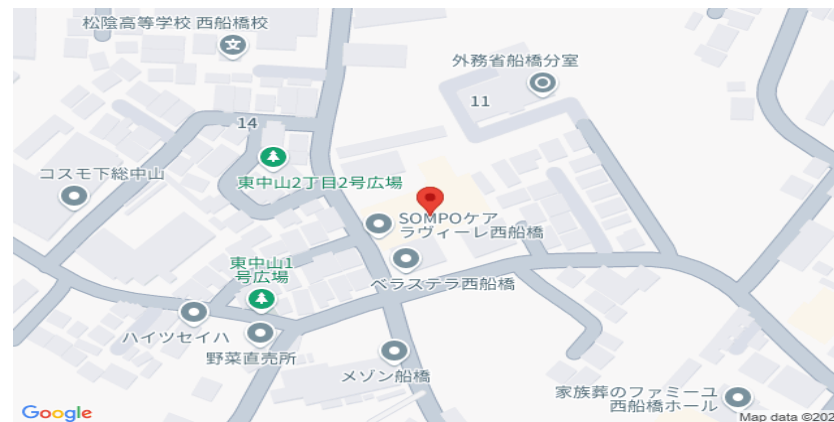 松陰高等学校 西船橋校
文
外務省船橋分室
11
14
コスモ下総中山
東中山2丁目2号広場
SOMPOケア
ラヴィーレ西船橋
東中山1
号広場
ベラステラ西船橋
ハイツセイハ
野菜直売所
メゾン船橋
家族葬のファミーユ
西船橋ホール
Google
Map data ©202